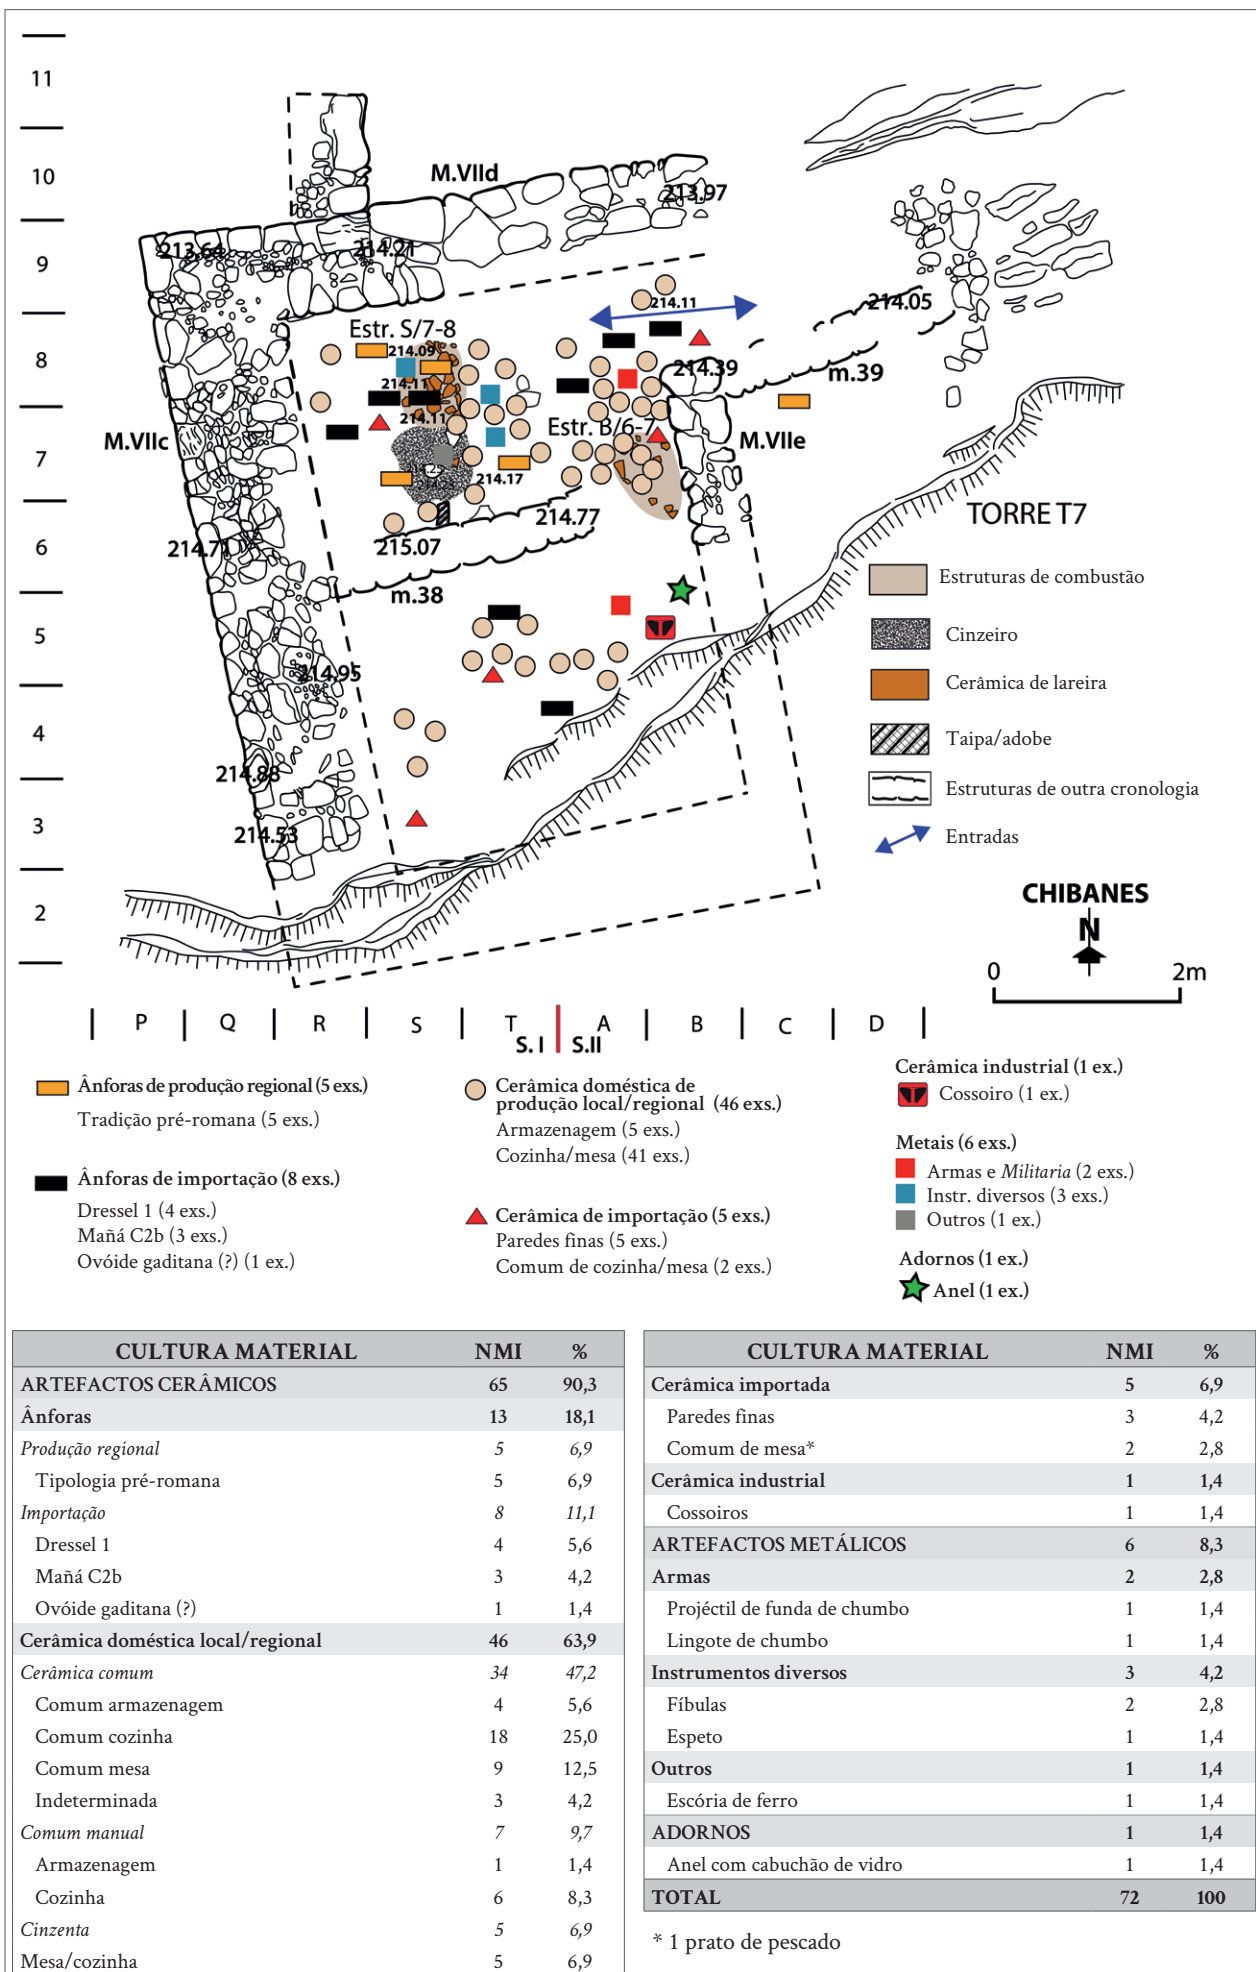 11
10
9
8
7
6
5
4
3
2
M.VIId
213.97
213.64
214.21
214.11
214.05
Estr. S/7-8
214.09
214.39
m.39
214.11
214.11
Estr. B/6-7
M.VIIc
M.VIIe
214.17
214.77
TORRE T7
214.71
215.07
m.38
214.95
214.88
214.53
Estruturas de combustão
Cinzeiro
Cerâmica de lareira
Taipa/adobe
Estruturas de outra cronologia
Entradas
CHIBANES
N
0 2m
P Q R S T A B C D
S.I S.II
Ânforas de produção regional (5 exs.)
Tradição pré-romana (5 exs.)
Ânforas de importação (8 exs.)
Dressel 1 (4 exs.)
Mañá C2b (3 exs.)
Ovóide gaditana (?) (1 ex.)
Cerâmica doméstica de
produção local/regional (46 exs.)
Armazenagem (5 exs.)
Cozinha/mesa (41 exs.)
Cerâmica de importação (5 exs.)
Paredes finas (5 exs.)
Comum de cozinha/mesa (2 exs.)
Cerâmica industrial (1 ex.)
Cossoiro (1 ex.)
Metais (6 exs.)
Armas e Militaria (2 exs.)
Instr. diversos (3 exs.)
Outros (1 ex.)
Adornos (1 ex.)
Anel (1 ex.)
CULTURA MATERIAL NMI %
ARTEFACTOS CERÂMICOS 65 90,3
Ânforas 13 18,1
Produção regional 5 6,9
Tipologia pré-romana 5 6,9
Importação 8 11,1
Dressel 1 4 5,6
Mañá C2b 3 4,2
Ovóide gaditana (?) 1 1,4
Cerâmica doméstica local/regional 46 63,9
Cerâmica comum 34 47,2
Comum armazenagem 4 5,6
Comum cozinha 18 25,0
Comum mesa 9 12,5
Indeterminada 3 4,2
Comum manual 7 9,7
Armazenagem 1 1,4
Cozinha 6 8,3
Cinzenta 5 6,9
Mesa/cozinha 5 6,9
CULTURA MATERIAL NMI %
Cerâmica importada 5 6,9
Paredes finas 3 4,2
Comum de mesa* 2 2,8
Cerâmica industrial 1 1,4
Cossoiros 1 1,4
ARTEFACTOS METÁLICOS 6 8,3
Armas 2 2,8
Projéctil de funda de chumbo 1 1,4
Lingote de chumbo 1 1,4
Instrumentos diversos 3 4,2
Fíbulas 2 2,8
Espeto 1 1,4
Outros 1 1,4
Escória de ferro 1 1,4
ADORNOS 1 1,4
Anel com cabuchão de vidro 1 1,4
TOTAL 72 100
* 1 prato de pescado